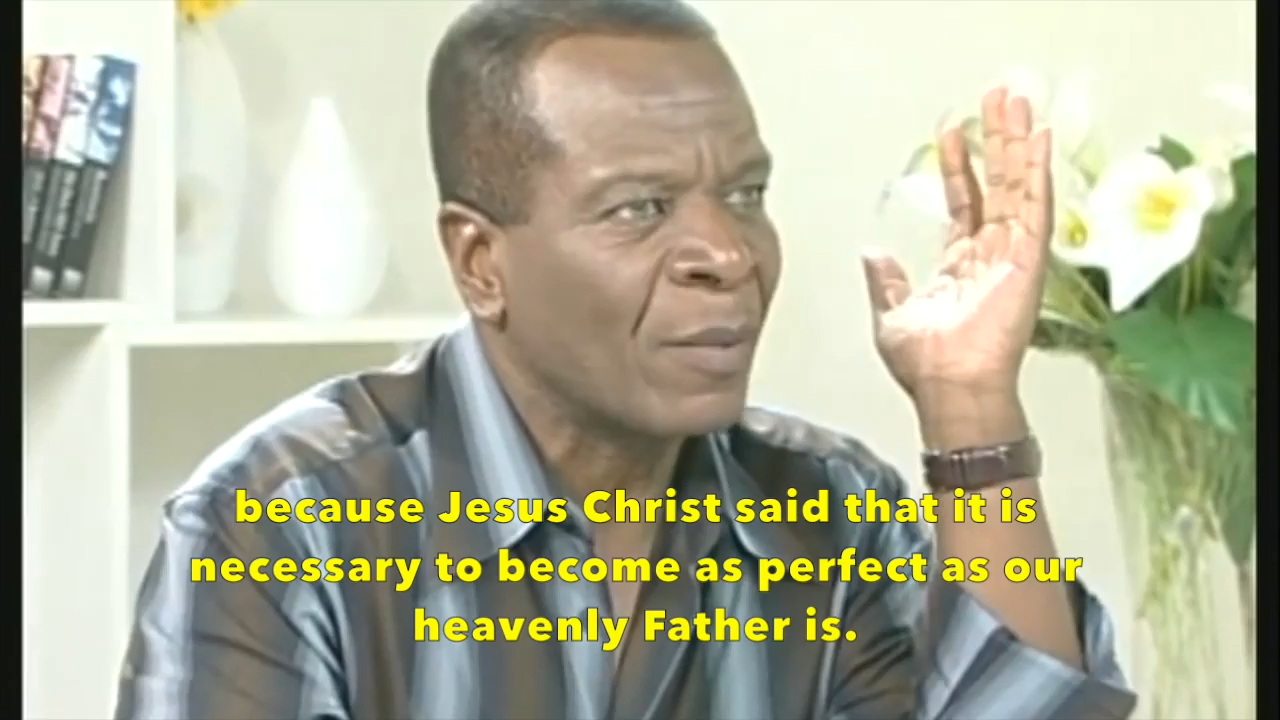 because Jesus Christ said that it is
necessary to become as perfect as our
heavenly Father is.